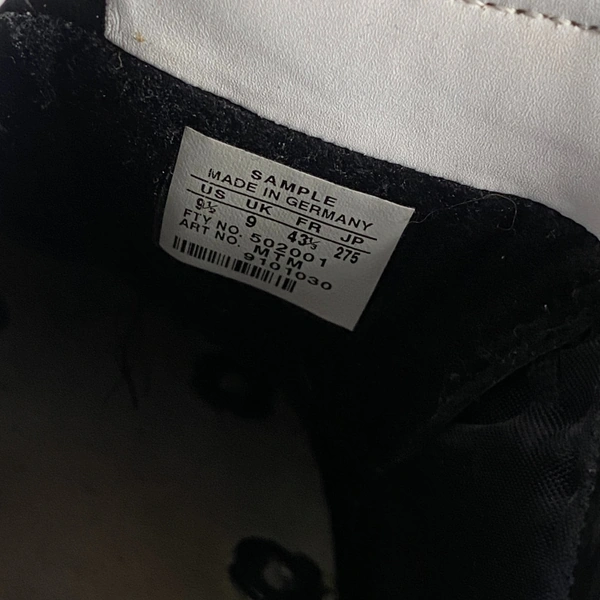 SAMPLE
MADE IN GERMANY
US UK FR JP
9½ 9 43⅓ 275
FTY NO. 502001
ART NO. MTM
9101030